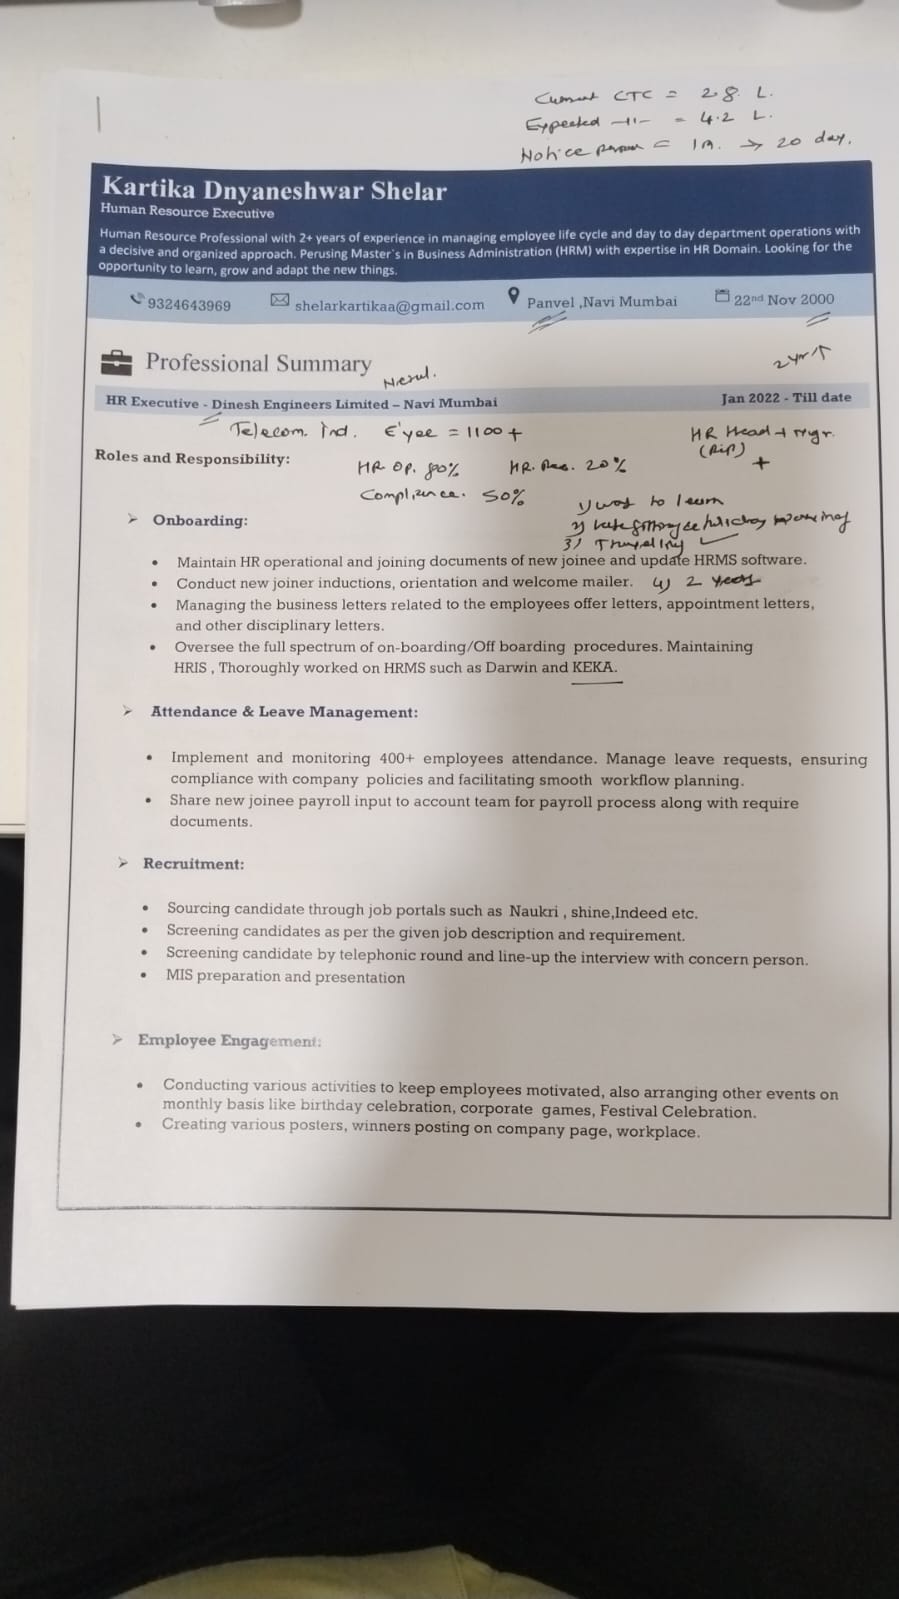 Current CTC = 2.8 L.
Expected -11- = 4.2 L.
Notice = 1 M. → 20 day.
Kartika Dnyaneshwar Shelar
Human Resource Executive
Human Resource Professional with 2+ years of experience in managing employee life cycle and day to day department operations with
a decisive and organized approach. Perusing Master`s in Business Administration (HRM) with expertise in HR Domain. Looking for the
opportunity to learn, grow and adapt the new things.
9324643969 shelarkartikaa@gmail.com Panvel ,Navi Mumbai 22nd Nov 2000
Professional Summary
2 yr
Nerul.
HR Executive - Dinesh Engineers Limited – Navi Mumbai Jan 2022 - Till date
Telecom. Ind. E'yee = 1100 + HR Head + Mgr.
Roles and Responsibility:
HR. Op. 80% HR. Rec. 20% +
Compliance. 50%
1) want to learn
➢ Onboarding:
3) Travelling
• Maintain HR operational and joining documents of new joinee and update HRMS software.
• Conduct new joiner inductions, orientation and welcome mailer. 4) 2 years
• Managing the business letters related to the employees offer letters, appointment letters,
and other disciplinary letters.
• Oversee the full spectrum of on-boarding/Off boarding procedures. Maintaining
HRIS , Thoroughly worked on HRMS such as Darwin and KEKA.
➢ Attendance & Leave Management:
• Implement and monitoring 400+ employees attendance. Manage leave requests, ensuring
compliance with company policies and facilitating smooth workflow planning.
• Share new joinee payroll input to account team for payroll process along with require
documents.
➢ Recruitment:
• Sourcing candidate through job portals such as Naukri , shine,Indeed etc.
• Screening candidates as per the given job description and requirement.
• Screening candidate by telephonic round and line-up the interview with concern person.
• MIS preparation and presentation
➢ Employee Engagement:
• Conducting various activities to keep employees motivated, also arranging other events on
monthly basis like birthday celebration, corporate games, Festival Celebration.
• Creating various posters, winners posting on company page, workplace.